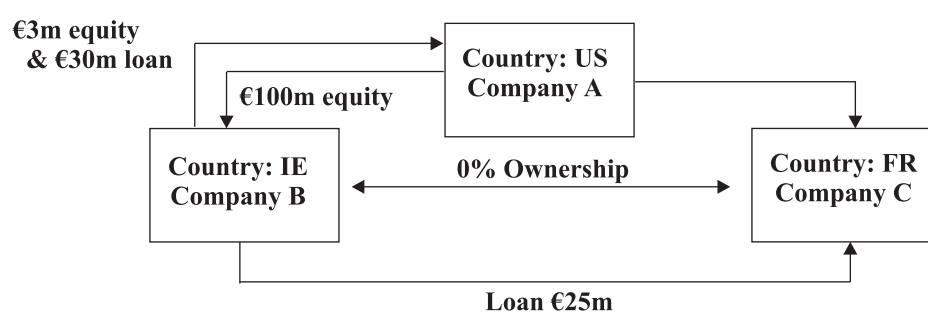 €3m equity
& €30m loan
Country: US
Company A
€100m equity
Country: IE
Company B
0% Ownership
Country: FR
Company C
Loan €25m